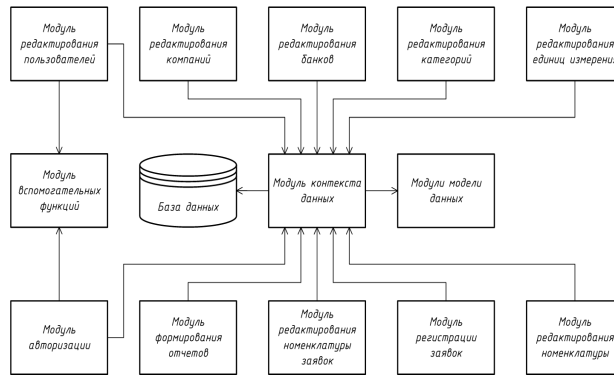 Модуль
редактирования
пользователей
Модуль
редактирования
компаний
Модуль
редактирования
банков
Модуль
редактирования
категорий
Модуль
редактирования
единиц измерения
Модуль
вспомогательных
функций
База данных
Модуль контекста
данных
Модули модели
данных
Модуль
авторизации
Модуль
формирования
отчетов
Модуль
редактирования
номенклатуры
заявок
Модуль
регистрации
заявок
Модуль
редактирования
номенклатуры